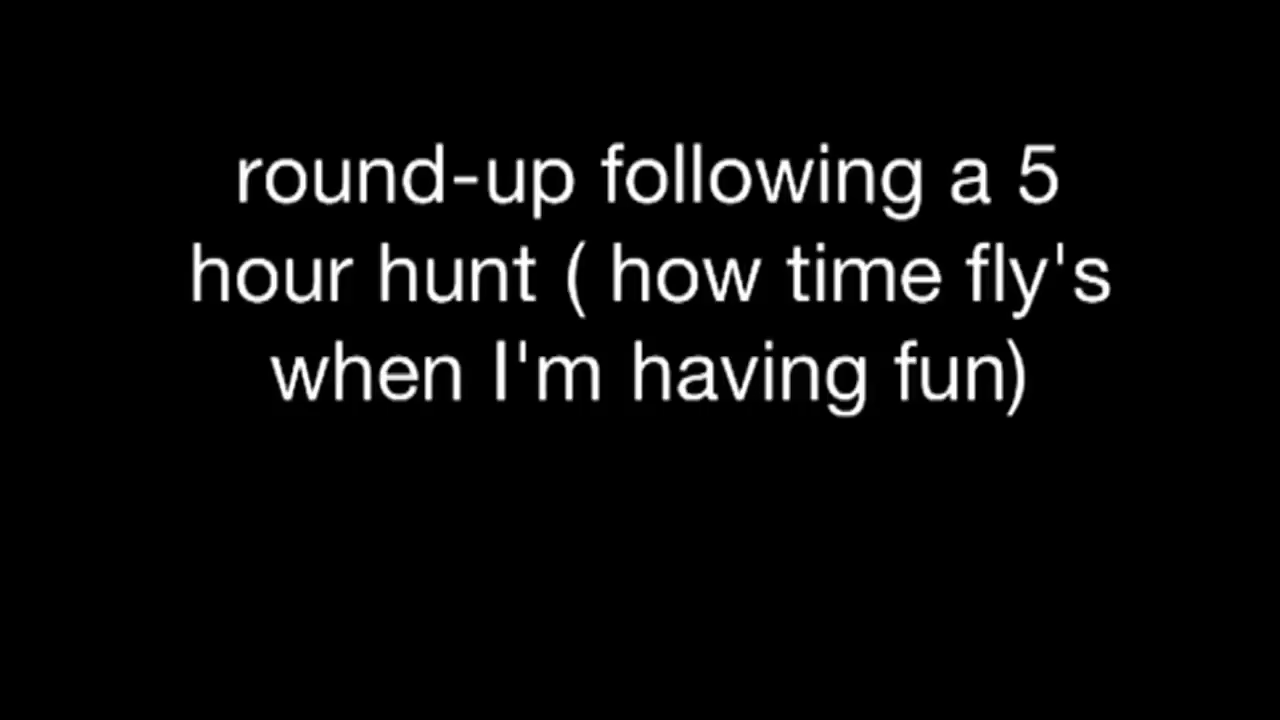 round-up following a 5
hour hunt ( how time fly's
when I'm having fun)